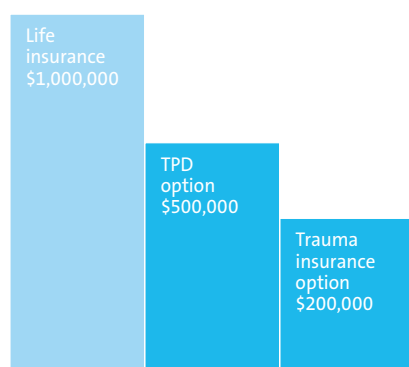 Life
insurance
$1,000,000
TPD
option
$500,000
Trauma
insurance
option
$200,000